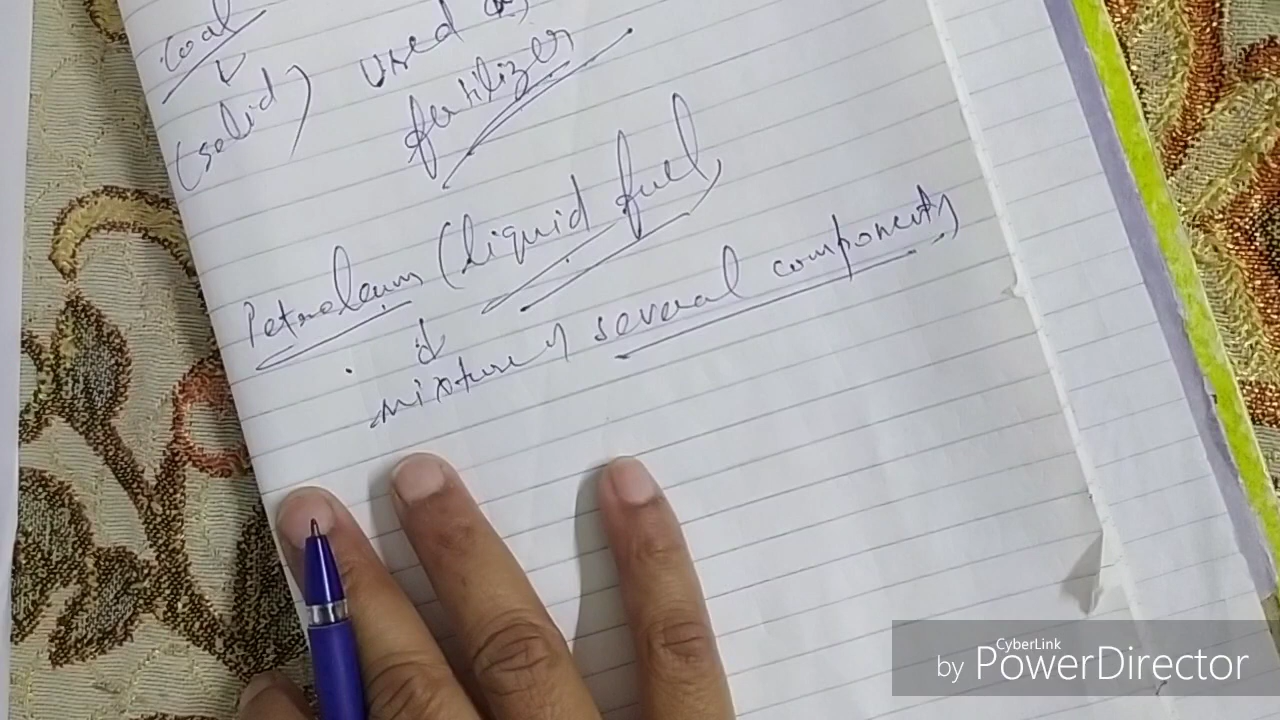 coal
(solid)
used as
fertilizer
Petroleum (liquid fuel)
mixture of several components
CyberLink
by PowerDirector